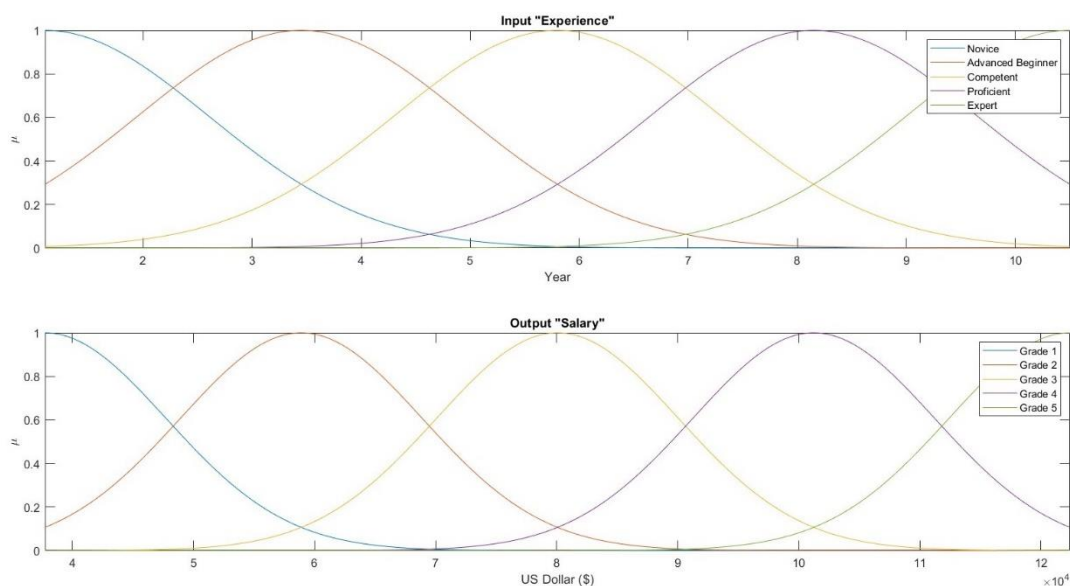 Input "Experience"
1
0.8
0.6
0.4
0.2
0
μ
Novice
Advanced Beginner
Competent
Proficient
Expert
2 3 4 5 6 7 8 9 10
Year
Output "Salary"
1
0.8
0.6
0.4
0.2
0
μ
Grade 1
Grade 2
Grade 3
Grade 4
Grade 5
4 5 6 7 8 9 10 11 12
US Dollar ($)
×10⁴